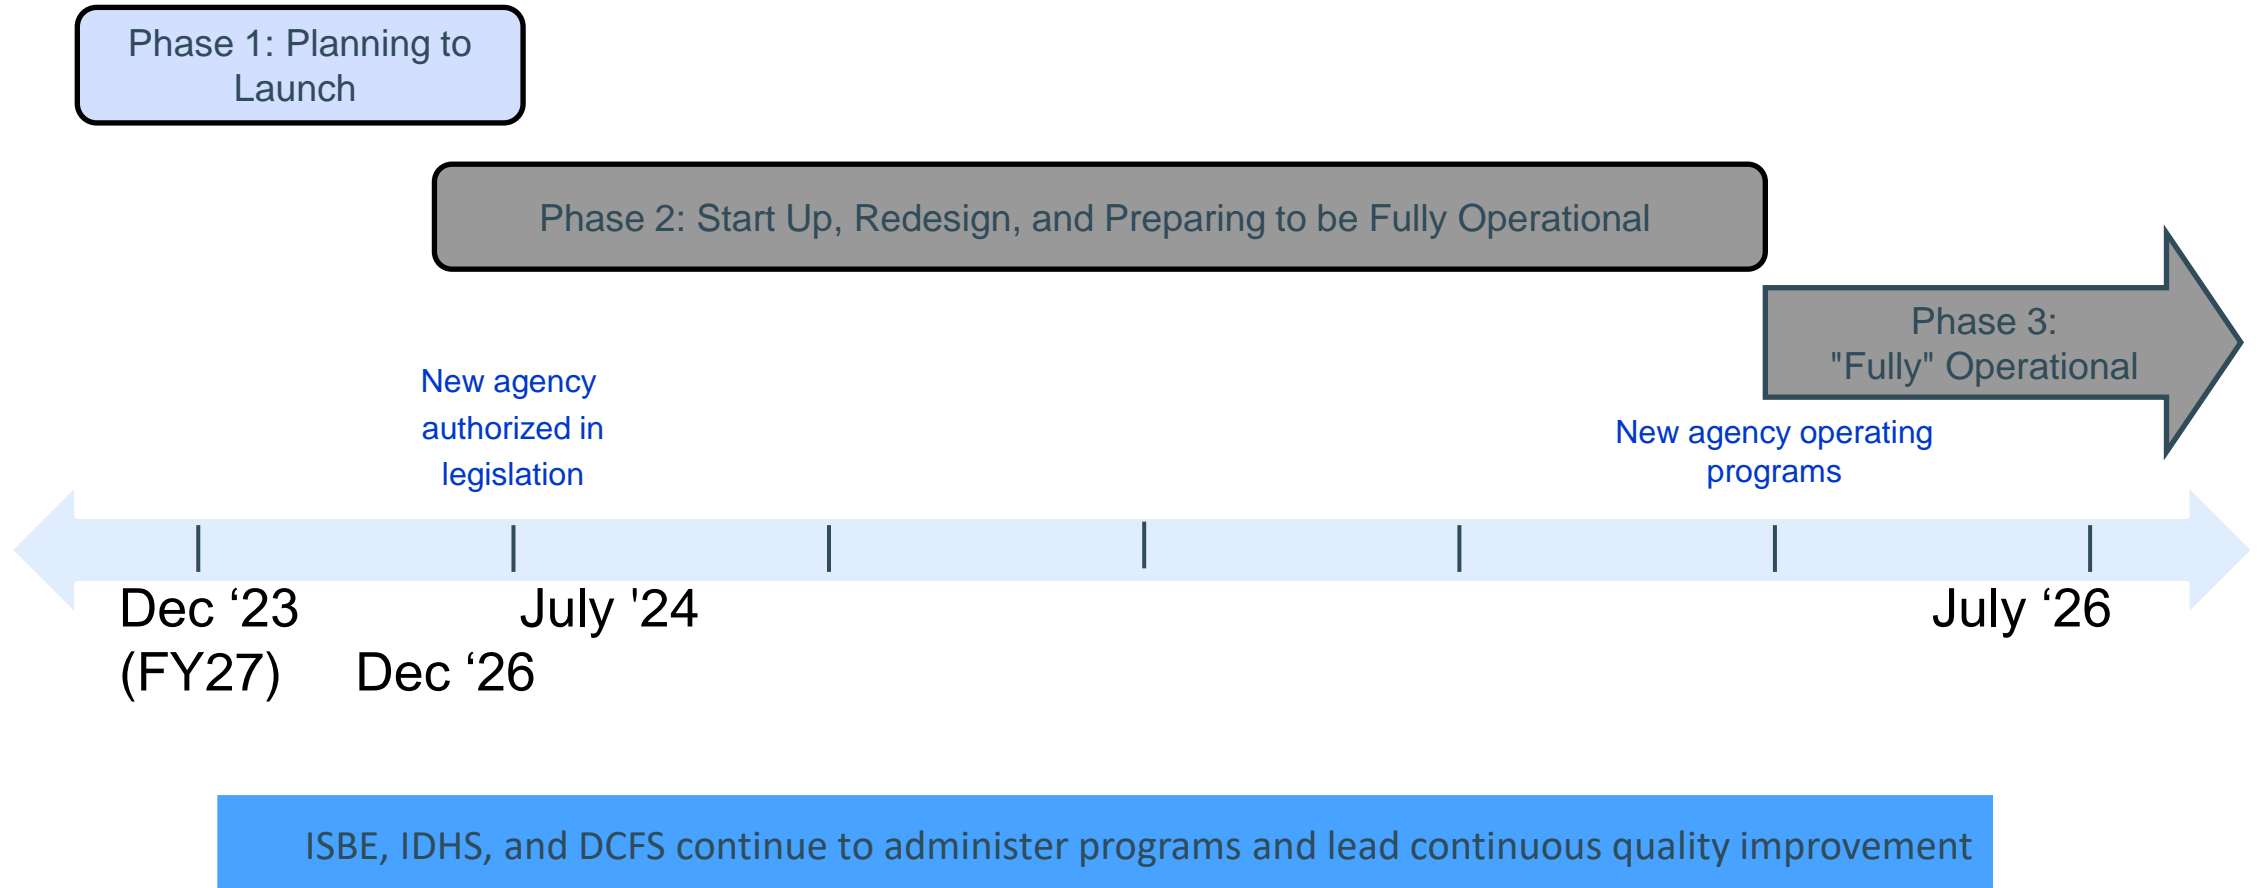 Phase 1: Planning to
Launch
Phase 2: Start Up, Redesign, and Preparing to be Fully Operational
Phase 3:
"Fully" Operational
New agency
authorized in
legislation
New agency operating
programs
Dec ‘23 July '24 July ‘26
(FY27) Dec ‘26
ISBE, IDHS, and DCFS continue to administer programs and lead continuous quality improvement